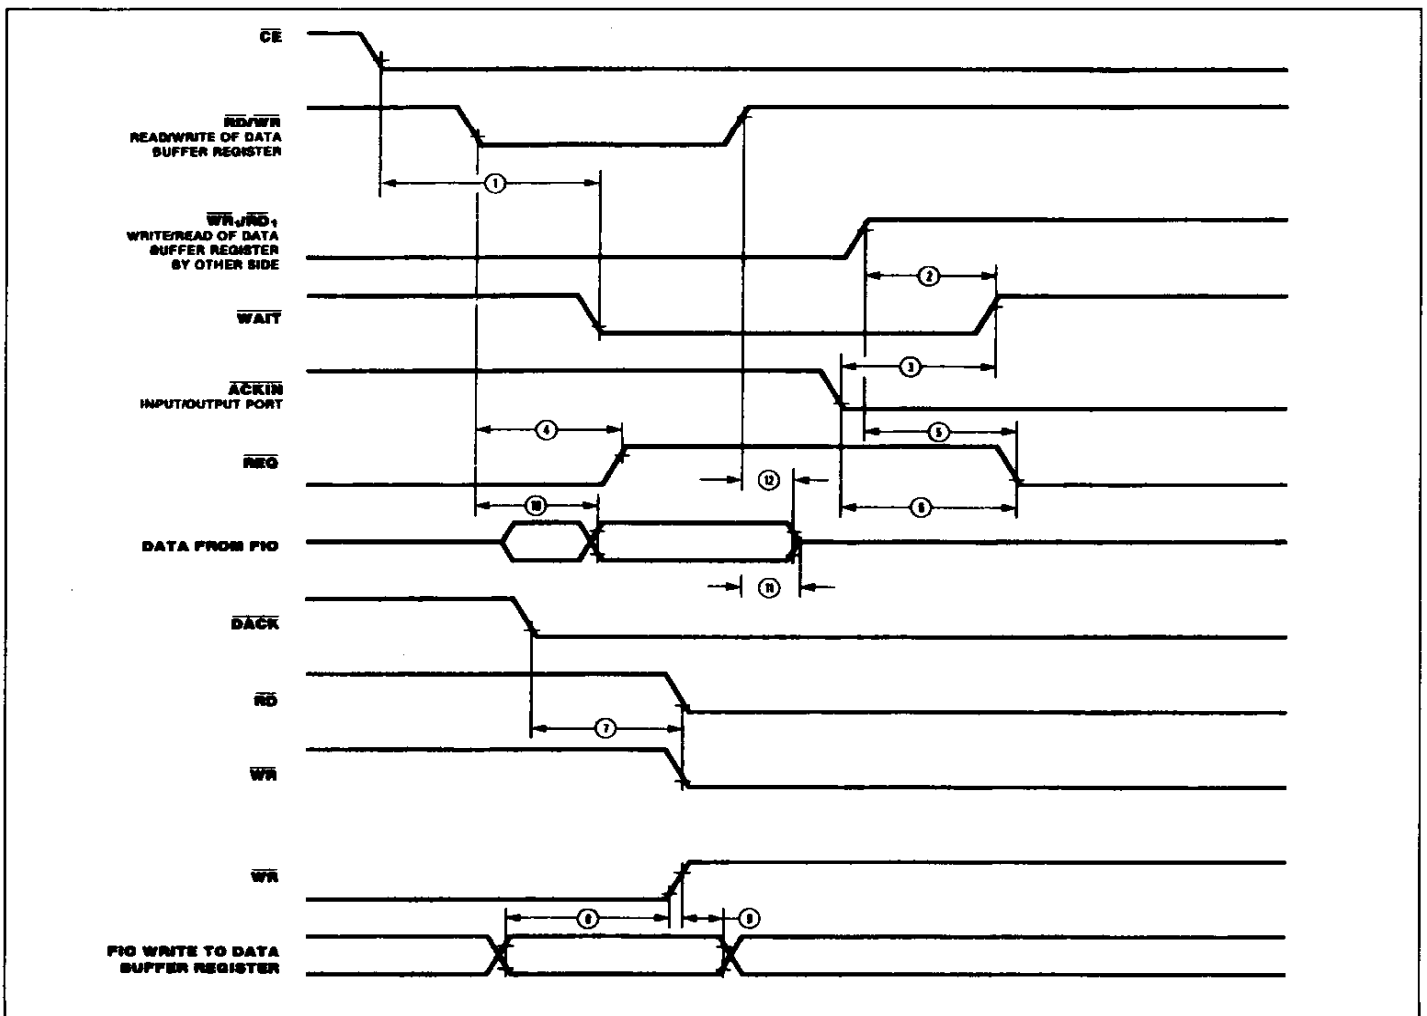 CE
RD/WR
READ/WRITE OF DATA
BUFFER REGISTER
1
WR₁/RD₁
WRITE/READ OF DATA
BUFFER REGISTER
BY OTHER SIDE
2
WAIT
3
ACKIN
INPUT/OUTPUT PORT
4
5
REQ
12
10
6
DATA FROM FIO
11
DACK
RD
7
WR
WR
8
9
FIO WRITE TO DATA
BUFFER REGISTER